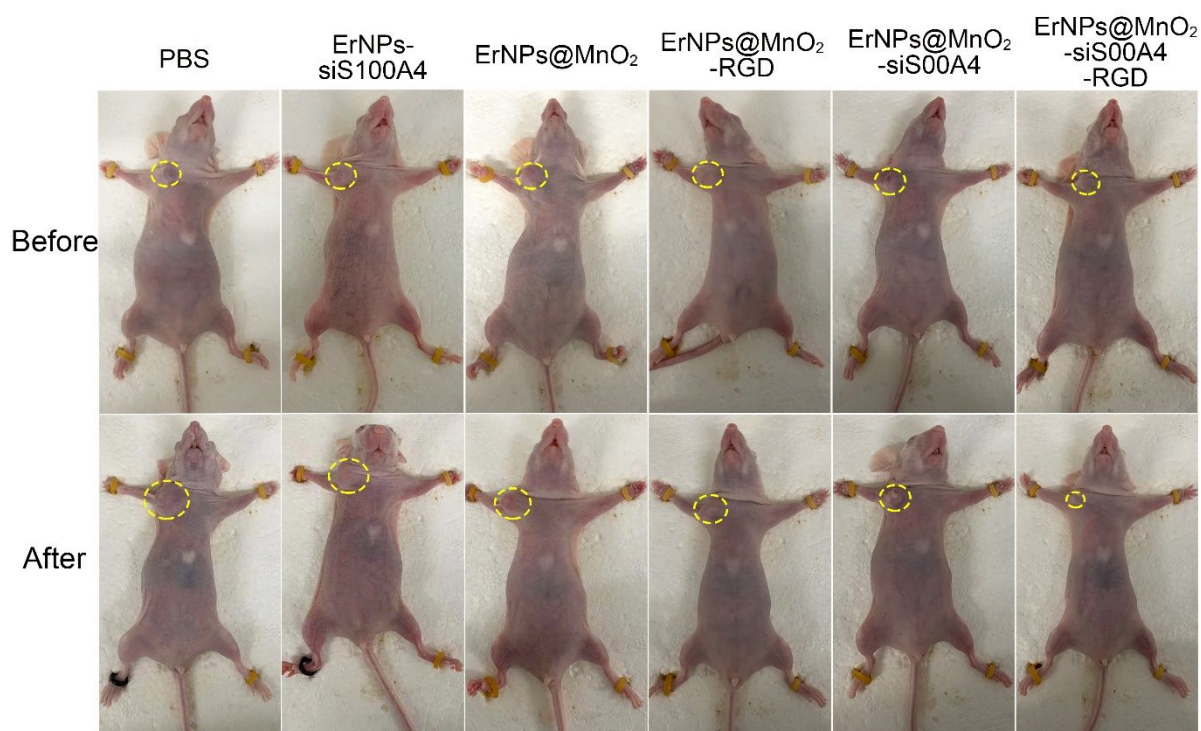 PBS
ErNPs-
siS100A4
ErNPs@MnO₂
ErNPs@MnO₂
-RGD
ErNPs@MnO₂
-siS00A4
ErNPs@MnO₂
-siS00A4
-RGD
Before
After